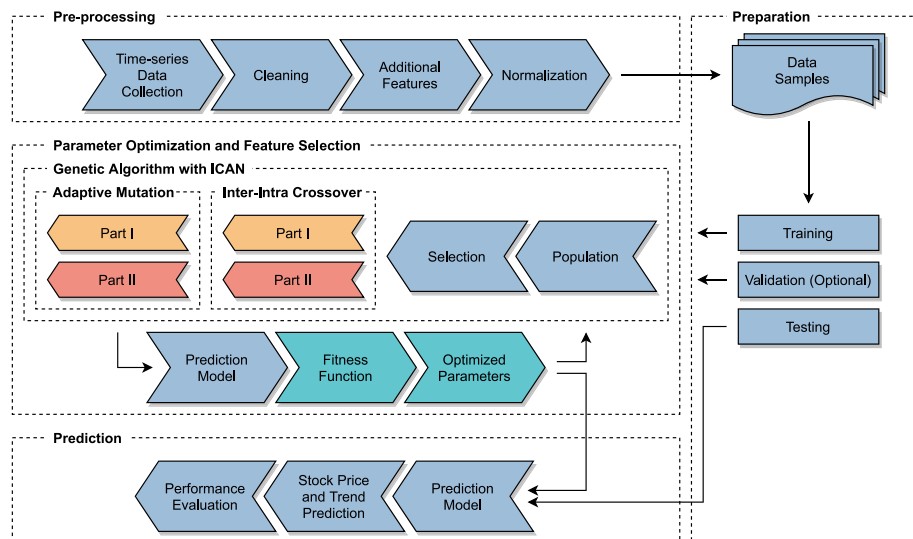 Pre-processing
Time-series
Data
Collection
Cleaning
Additional
Features
Normalization
Preparation
Data
Samples
Training
Validation (Optional)
Testing
Parameter Optimization and Feature Selection
Genetic Algorithm with ICAN
Adaptive Mutation
Part I
Part II
Inter-Intra Crossover
Part I
Part II
Selection
Population
Prediction
Model
Fitness
Function
Optimized
Parameters
Prediction
Performance
Evaluation
Stock Price
and Trend
Prediction
Prediction
Model